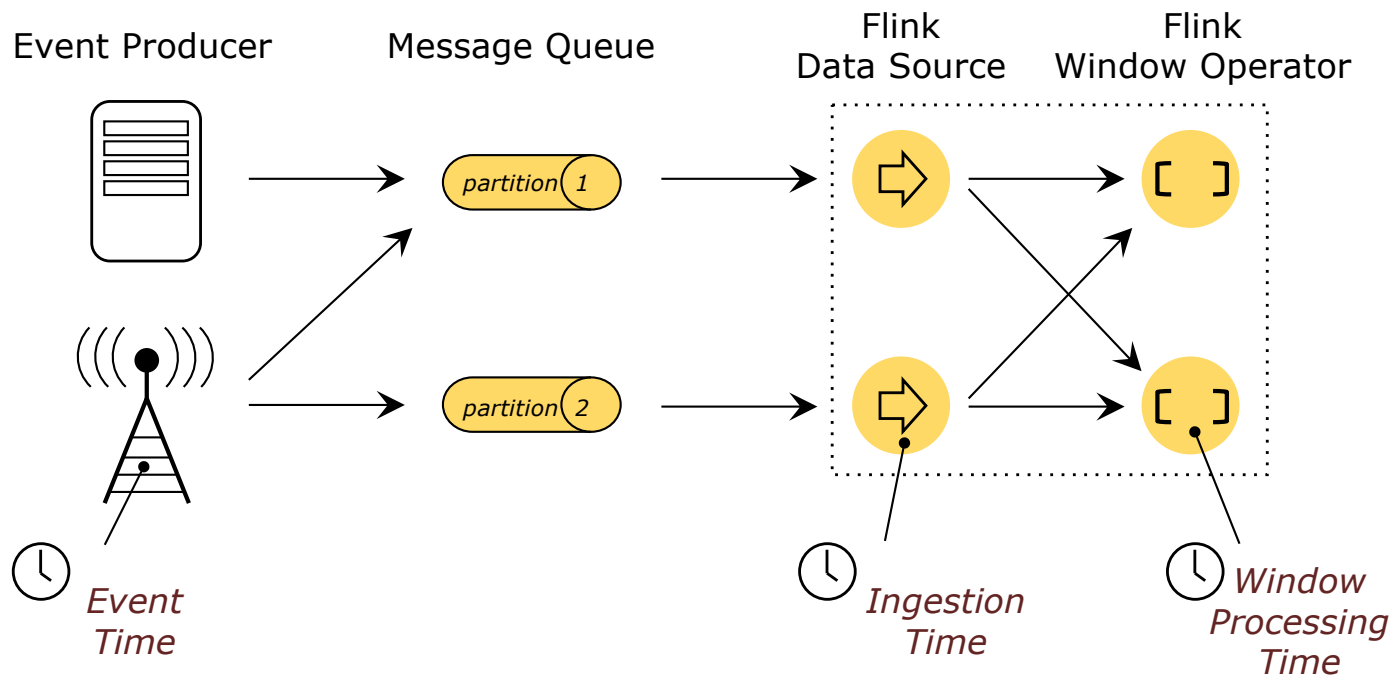 Event Producer
Message Queue
Flink
Data Source
Flink
Window Operator
partition 1
partition 2
Event
Time
Ingestion
Time
Window
Processing
Time